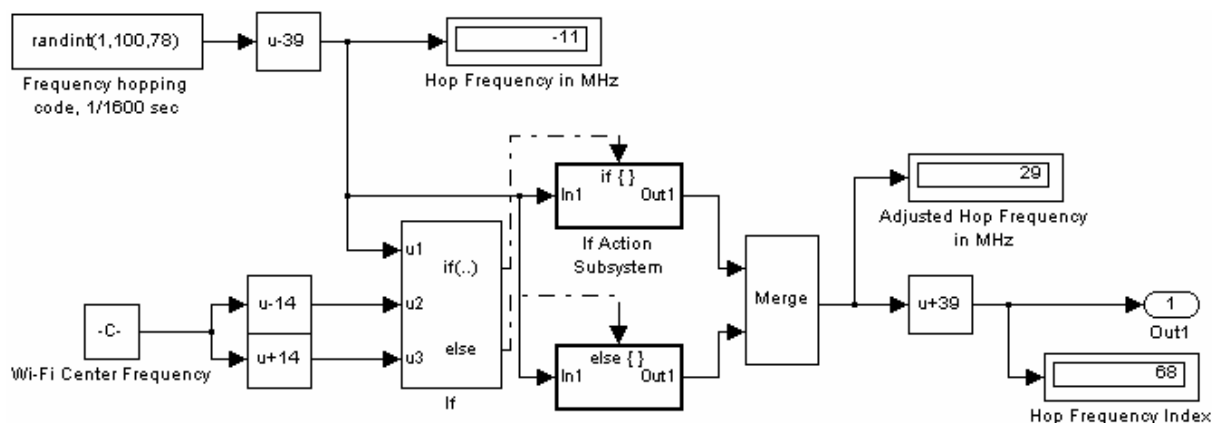 randint(1,100,78)
Frequency hopping
code, 1/1600 sec
u-39
-11
Hop Frequency in MHz
if { }
In1
Out1
If Action
Subsystem
29
Adjusted Hop Frequency
in MHz
u1
u2
u3
if(..)
else
If
-C-
Wi-Fi Center Frequency
u-14
u+14
else { }
In1
Out1
Merge
u+39
1
Out1
68
Hop Frequency Index